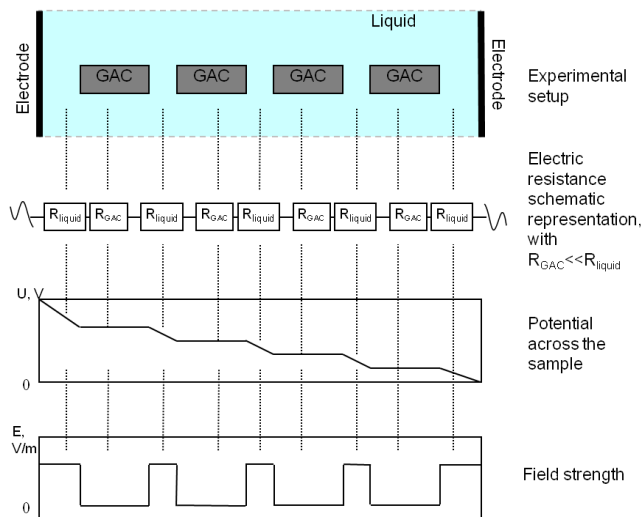 Liquid
Electrode
GAC GAC GAC GAC
Electrode
Experimental
setup
Electric
resistance
schematic
representation,
with
R_GAC<<R_liquid
R_liquid R_GAC R_liquid R_GAC R_liquid R_GAC R_liquid R_GAC R_liquid
U, V
0
Potential
across the
sample
E,
V/m
0
Field strength